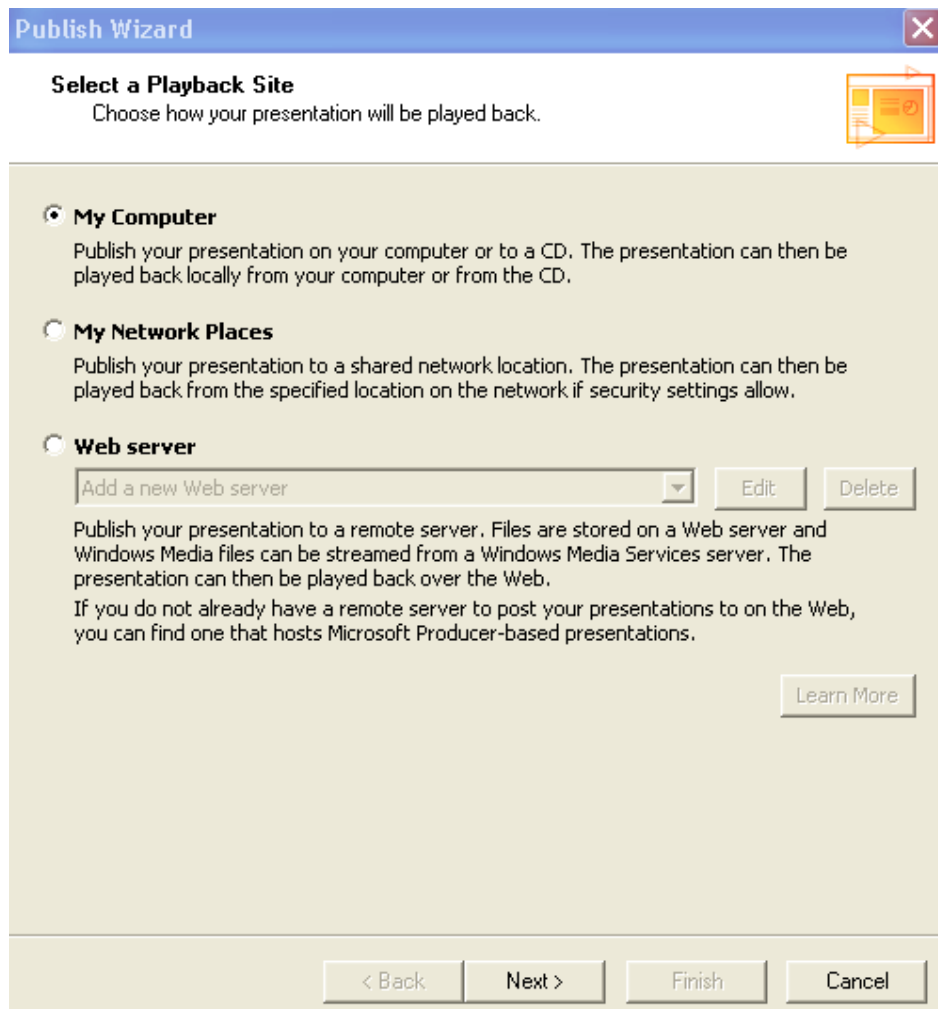 Publish Wizard
Select a Playback Site
Choose how your presentation will be played back.
My Computer
Publish your presentation on your computer or to a CD. The presentation can then be
played back locally from your computer or from the CD.
My Network Places
Publish your presentation to a shared network location. The presentation can then be
played back from the specified location on the network if security settings allow.
Web server
Add a new Web server Edit Delete
Publish your presentation to a remote server. Files are stored on a Web server and
Windows Media files can be streamed from a Windows Media Services server. The
presentation can then be played back over the Web.
If you do not already have a remote server to post your presentations to on the Web,
you can find one that hosts Microsoft Producer-based presentations.
Learn More
< Back Next > Finish Cancel